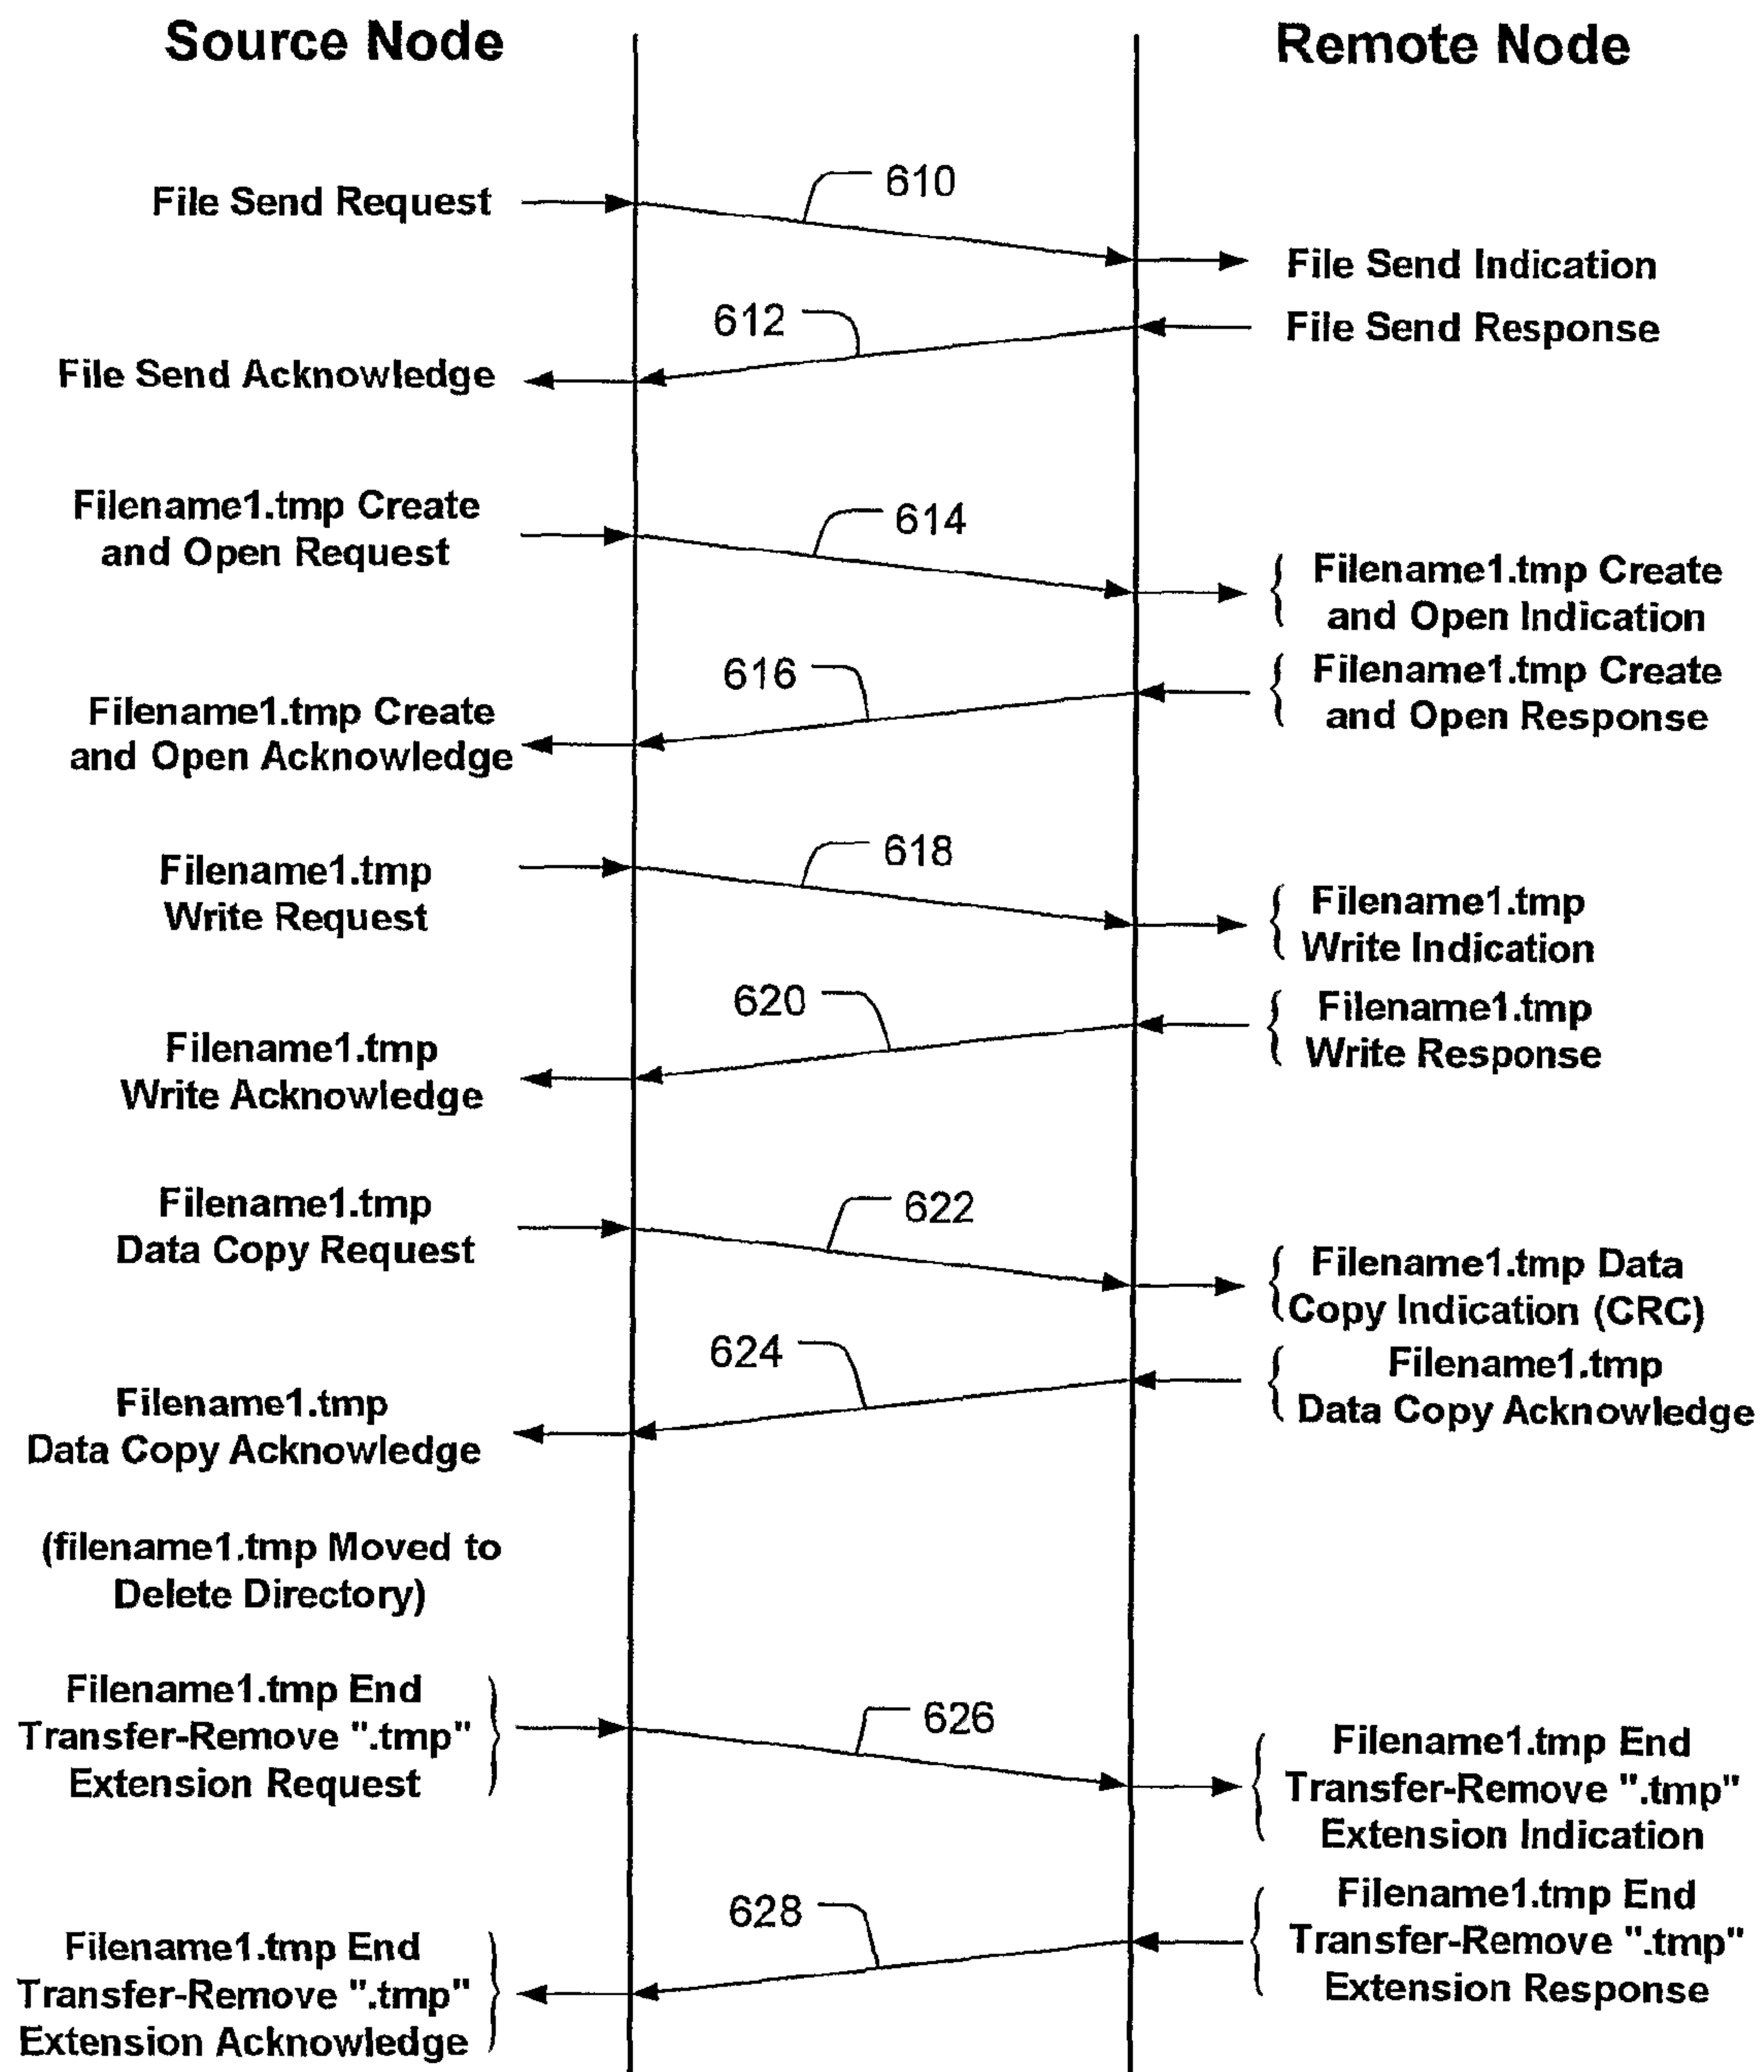 Source Node
Remote Node
File Send Request
610
File Send Indication
612
File Send Response
File Send Acknowledge
Filename1.tmp Create
and Open Request
614
Filename1.tmp Create
and Open Indication
616
Filename1.tmp Create
and Open Response
Filename1.tmp Create
and Open Acknowledge
Filename1.tmp
Write Request
618
Filename1.tmp
Write Indication
620
Filename1.tmp
Write Response
Filename1.tmp
Write Acknowledge
Filename1.tmp
Data Copy Request
622
Filename1.tmp Data
Copy Indication (CRC)
624
Filename1.tmp
Data Copy Acknowledge
Filename1.tmp
Data Copy Acknowledge
(filename1.tmp Moved to
Delete Directory)
Filename1.tmp End
Transfer-Remove ".tmp"
Extension Request
626
Filename1.tmp End
Transfer-Remove ".tmp"
Extension Indication
628
Filename1.tmp End
Transfer-Remove ".tmp"
Extension Response
Filename1.tmp End
Transfer-Remove ".tmp"
Extension Acknowledge